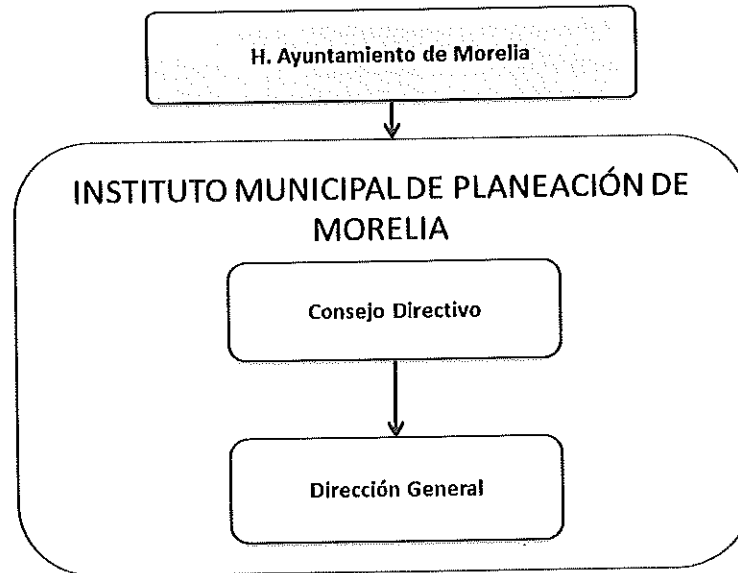 H. Ayuntamiento de Morelia
INSTITUTO MUNICIPAL DE PLANEACIÓN DE
MORELIA
Consejo Directivo
Dirección General